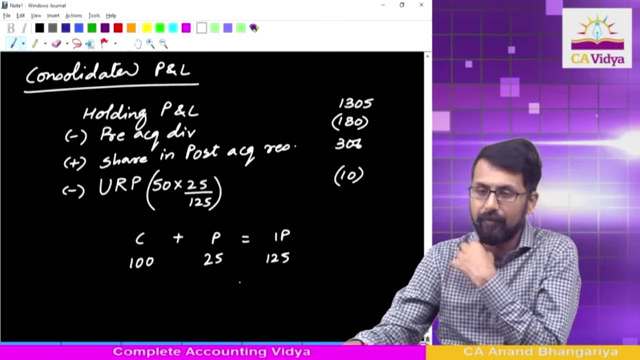 Note1 - Windows Journal
File Edit View Insert Actions Tools Help
Consolidated P&L
Holding P&L 1305
(-) Pre acq div (180)
(+) share in Post acq res.
(-) URP (50 × 25/125) (10)
C + P = IP
100 25 125
CA Vidya
Complete Accounting Vidya
CA Anand Bhangariya